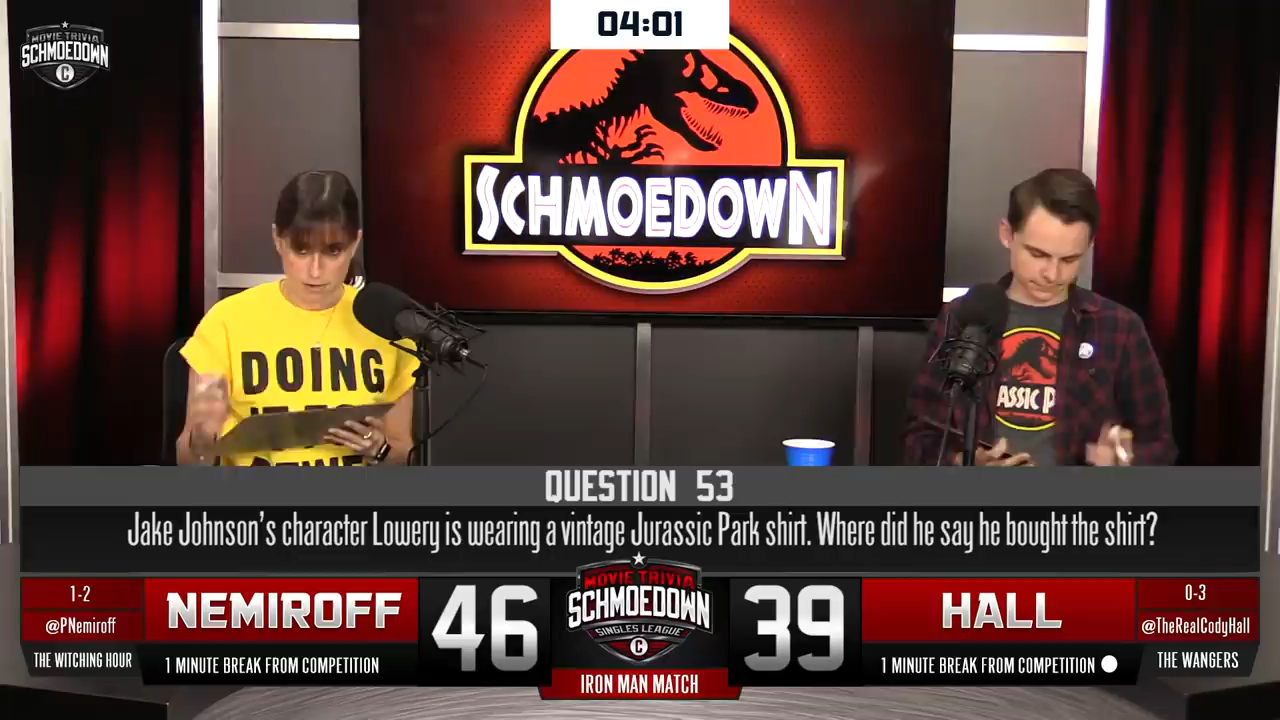 04:01
MOVIE TRIVIA
SCHMOEDOWN
C
SCHMOEDOWN
DOING
ASSIC P
QUESTION 53
Jake Johnson's character Lowery is wearing a vintage Jurassic Park shirt. Where did he say he bought the shirt?
1-2
@PNemiroff
THE WITCHING HOUR
NEMIROFF
1 MINUTE BREAK FROM COMPETITION
46
MOVIE TRIVIA
SCHMOEDOWN
SINGLES LEAGUE
C
IRON MAN MATCH
39
HALL
1 MINUTE BREAK FROM COMPETITION
0-3
@TheRealCodyHall
THE WANGERS